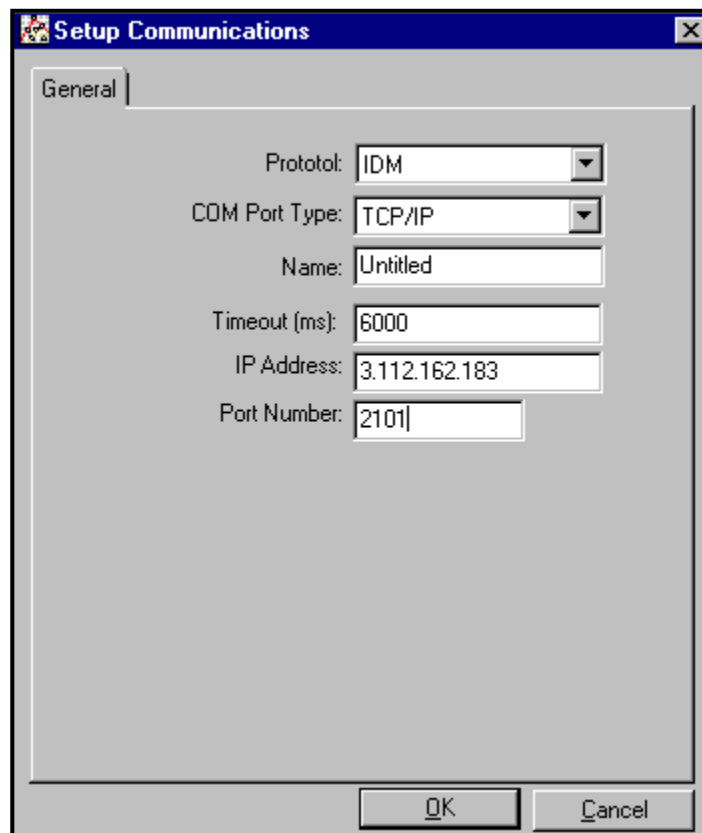 Setup Communications
General
Prototol: IDM
COM Port Type: TCP/IP
Name: Untitled
Timeout (ms): 6000
IP Address: 3.112.162.183
Port Number: 2101
OK Cancel